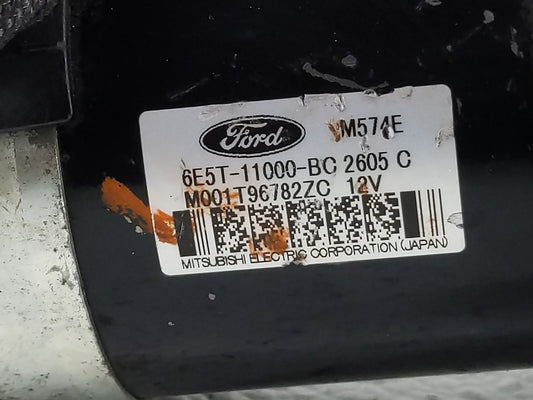 Ford M574E
6E5T-11000-BC 2605 C
M001T96782ZC 12V
MITSUBISHI ELECTRIC CORPORATION (JAPAN)